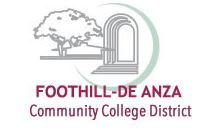 FOOTHILL-DE ANZA
Community College District